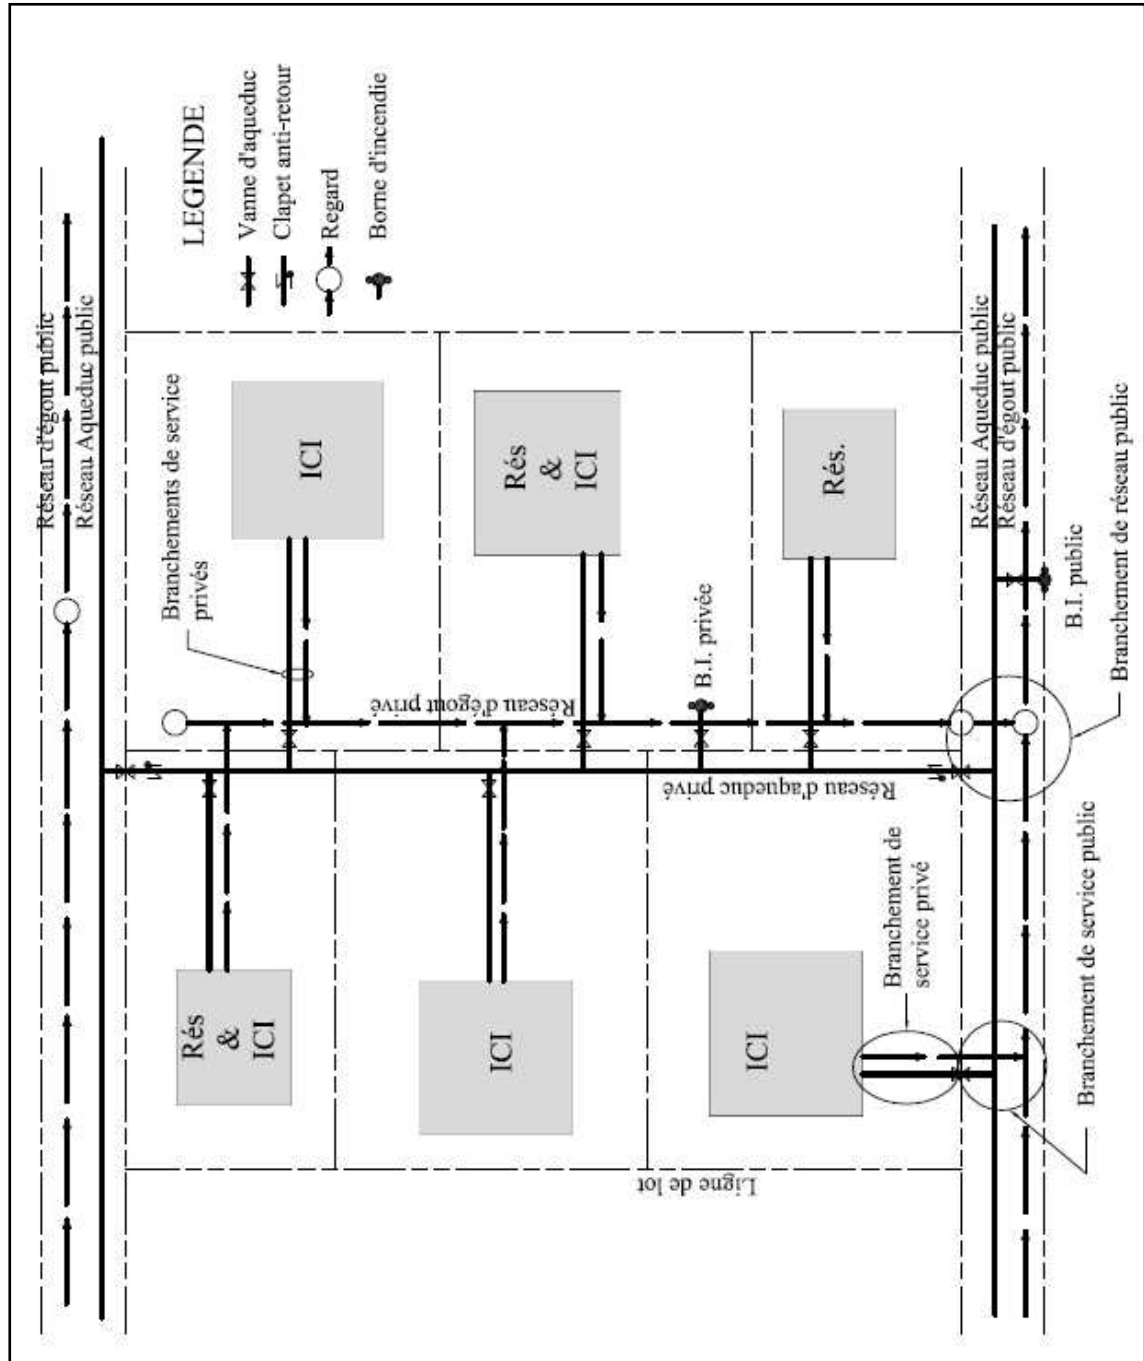 Réseau d'égout public
Réseau Aqueduc public
LEGENDE
Vanne d'aqueduc
Clapet anti-retour
Regard
Borne d'incendie
Branchements de service
privés
ICI
Rés
&
ICI
Rés.
Réseau d'égout privé
B.I. privée
Réseau d'aqueduc privé
Rés
&
ICI
ICI
ICI
Branchement de
service privé
Ligne de lot
Réseau Aqueduc public
Réseau d'égout public
B.I. public
Branchement de réseau public
Branchement de service public